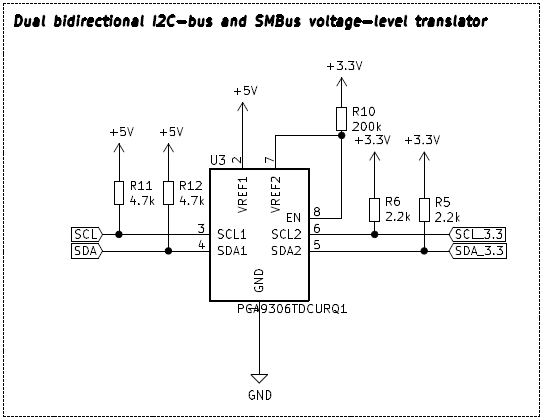 Dual bidirectional I2C-bus and SMBus voltage-level translator
+3.3V
+5V
R10
200k
+5V
+5V
+3.3V
+3.3V
U3
2
7
VREF1
VREF2
R11
4.7k
R12
4.7k
R6
2.2k
R5
2.2k
EN
8
SCL
3
SCL1
SCL2
6
SCL_3.3
SDA
4
SDA1
SDA2
5
SDA_3.3
GND
PCA9306TDCURQ1
GND